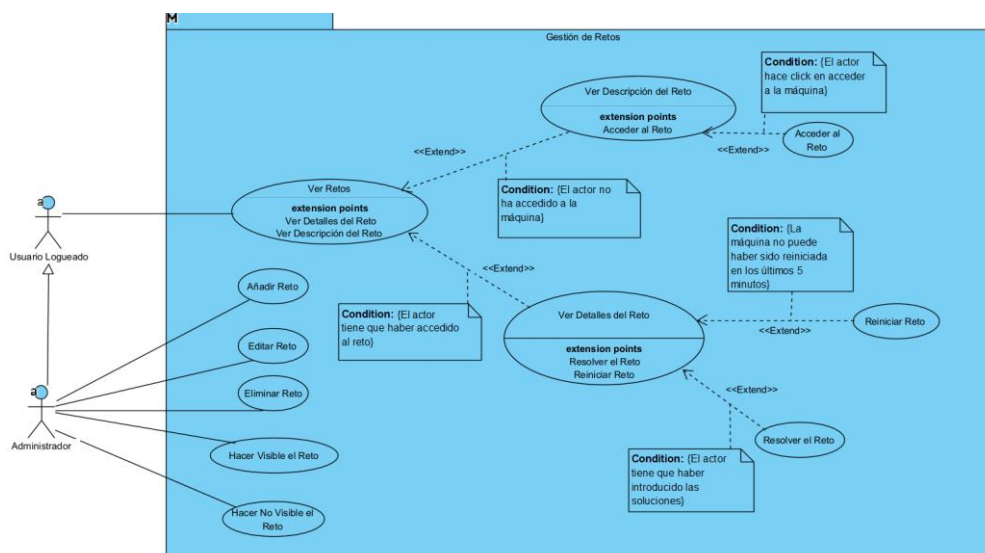 M
Gestión de Retos
Condition: {El actor
hace click en acceder
a la máquina}
Ver Descripción del Reto
extension points
Acceder al Reto
<<Extend>>
Acceder al
Reto
<<Extend>>
Ver Retos
extension points
Ver Detalles del Reto
Ver Descripción del Reto
Condition: {El actor no
ha accedido a la
máquina}
a
Usuario Logueado
Condition: {La
máquina no puede
haber sido reiniciada
en los últimos 5
minutos}
<<Extend>>
Añadir Reto
Condition: {El actor
tiene que haber accedido
al reto}
Ver Detalles del Reto
extension points
Resolver el Reto
Reiniciar Reto
<<Extend>>
Reiniciar Reto
Editar Reto
Eliminar Reto
a
Administrador
<<Extend>>
Resolver el Reto
Hacer Visible el Reto
Condition: {El actor
tiene que haber
introducido las
soluciones}
Hacer No Visible el
Reto